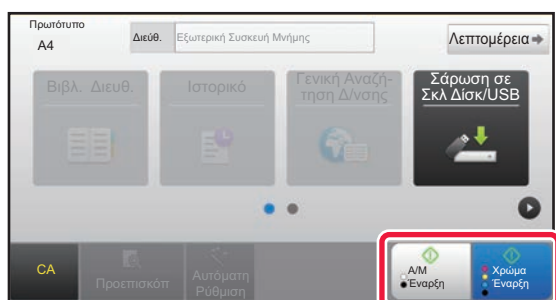 Πρωτότυπο
A4
Διεύθ.
Εξωτερική Συσκευή Μνήμης
Λεπτομέρεια
Βιβλ. Διευθ.
Ιστορικό
Γενική Αναζή-
τηση Δ/νσης
Σάρωση σε
Σκλ Δίσκ/USB
CA
Προεπισκόπ
Αυτόματη
Ρύθμιση
Α/Μ
Έναρξη
Χρώμα
Έναρξη